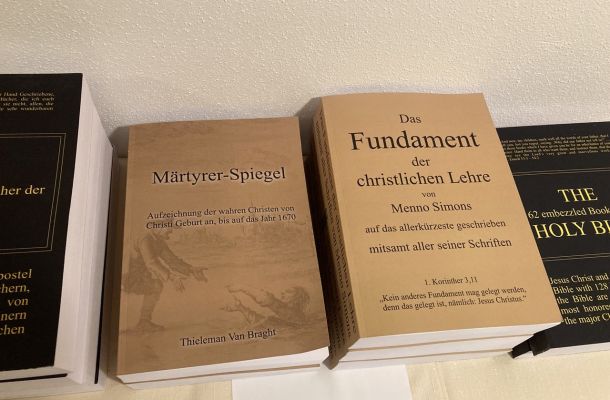 her der
postel
chern,
von
nern
chen
Märtyrer-Spiegel
Aufzeichnung der wahren Christen von
Christi Geburt an, bis auf das Jahr 1670
Thieleman Van Braght
Das
Fundament
der
christlichen Lehre
von
Menno Simons
auf das allerkürzeste geschrieben
mitsamt aller seiner Schriften
1. Korinther 3,11
„Kein anderes Fundament mag gelegt werden,
denn das gelegt ist, nämlich: Jesus Christus."
THE
62 embezzled Book
HOLY B
Jesus Christ and
Bible with 128
the Bible are
most honore
the major C